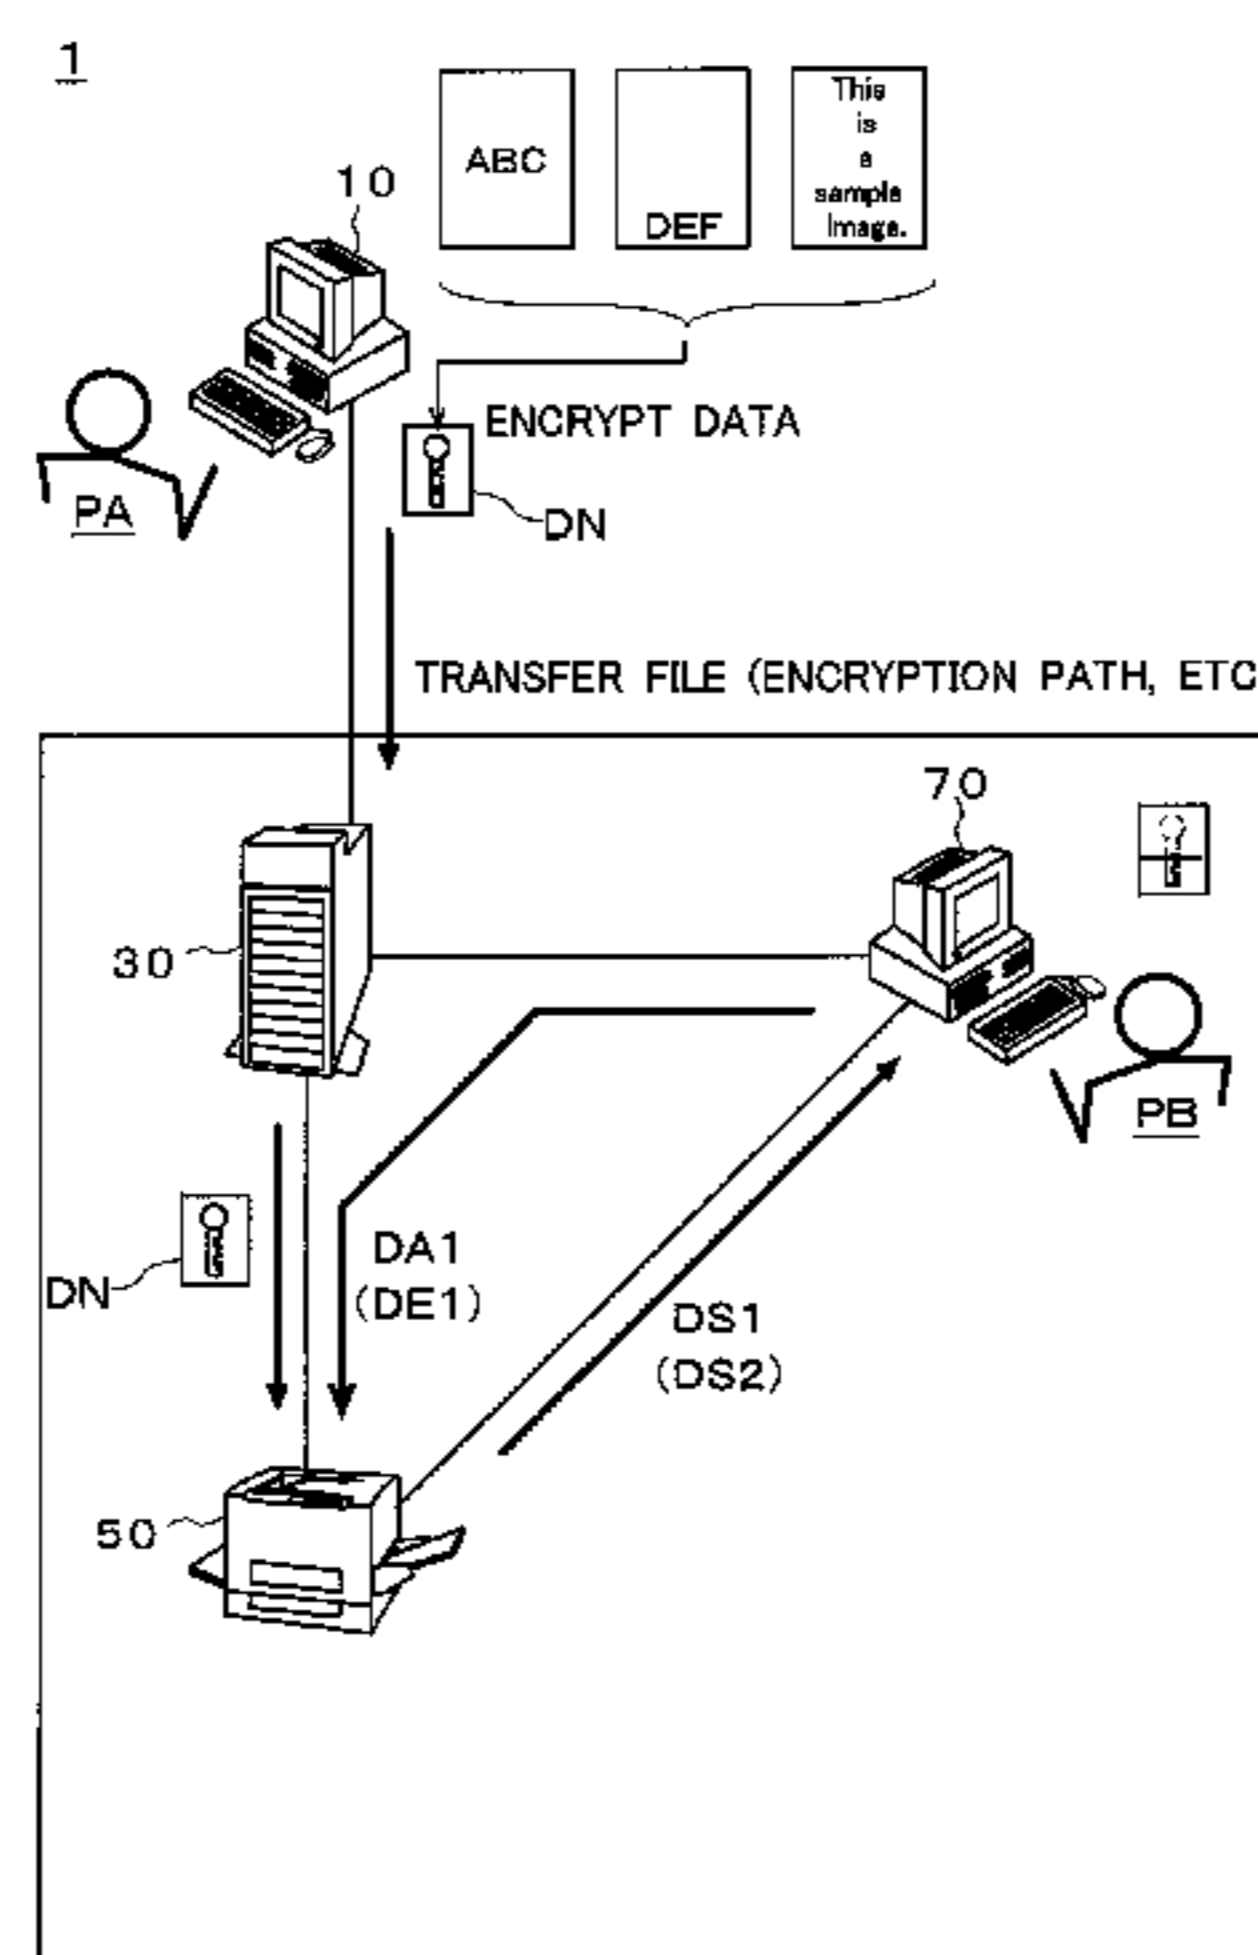 1
10
ABC
DEF
This
is
a
sample
image.
ENCRYPT DATA
DN
PA
TRANSFER FILE (ENCRYPTION PATH, ETC
70
30
PB
DN
DA1
(DE1)
DS1
(DS2)
50